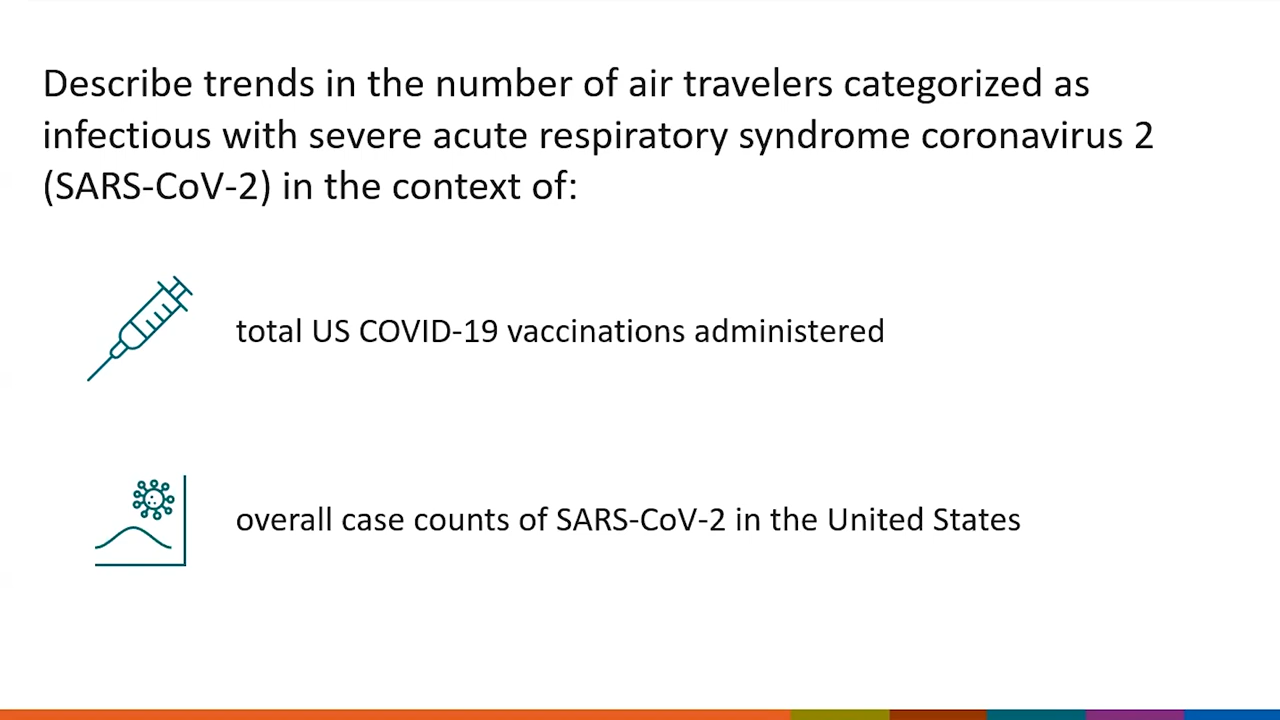 Describe trends in the number of air travelers categorized as
infectious with severe acute respiratory syndrome coronavirus 2
(SARS-CoV-2) in the context of:
total US COVID-19 vaccinations administered
overall case counts of SARS-CoV-2 in the United States